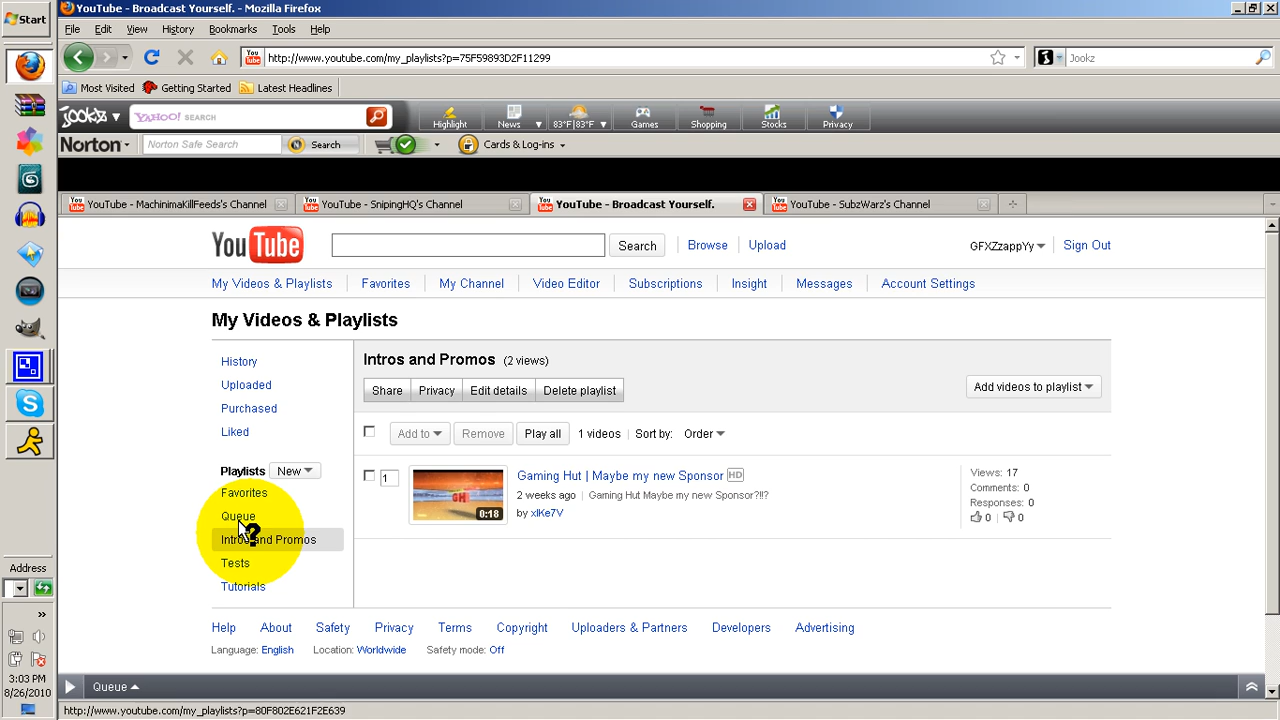 Start
YouTube - Broadcast Yourself. - Mozilla Firefox
File Edit View History Bookmarks Tools Help
http://www.youtube.com/my_playlists?p=75F59893D2F11299
Jookz
Most Visited Getting Started Latest Headlines
Jookz YAHOO! SEARCH Highlight News 83°F|83°F Games Shopping Stocks Privacy
Norton Norton Safe Search Search Cards & Log-ins
YouTube - MachinimaKillFeeds's Channel YouTube - SnipingHQ's Channel YouTube - Broadcast Yourself. YouTube - SubzWarz's Channel
YouTube Search Browse Upload GFXZzappYy Sign Out
My Videos & Playlists Favorites My Channel Video Editor Subscriptions Insight Messages Account Settings
My Videos & Playlists
History
Uploaded
Purchased
Liked
Playlists New
Favorites
Queue
Intros and Promos
Tests
Tutorials
Intros and Promos (2 views)
Share Privacy Edit details Delete playlist
Add videos to playlist
Add to Remove Play all 1 videos Sort by: Order
1
GH
0:18
Gaming Hut | Maybe my new Sponsor HD
2 weeks ago Gaming Hut Maybe my new Sponsor?!!?
by xIKe7V
Views: 17
Comments: 0
Responses: 0
0 0
Help About Safety Privacy Terms Copyright Uploaders & Partners Developers Advertising
Language: English Location: Worldwide Safety mode: Off
Queue
http://www.youtube.com/my_playlists?p=80F802E621F2E639
Address
»
3:03 PM
8/26/2010